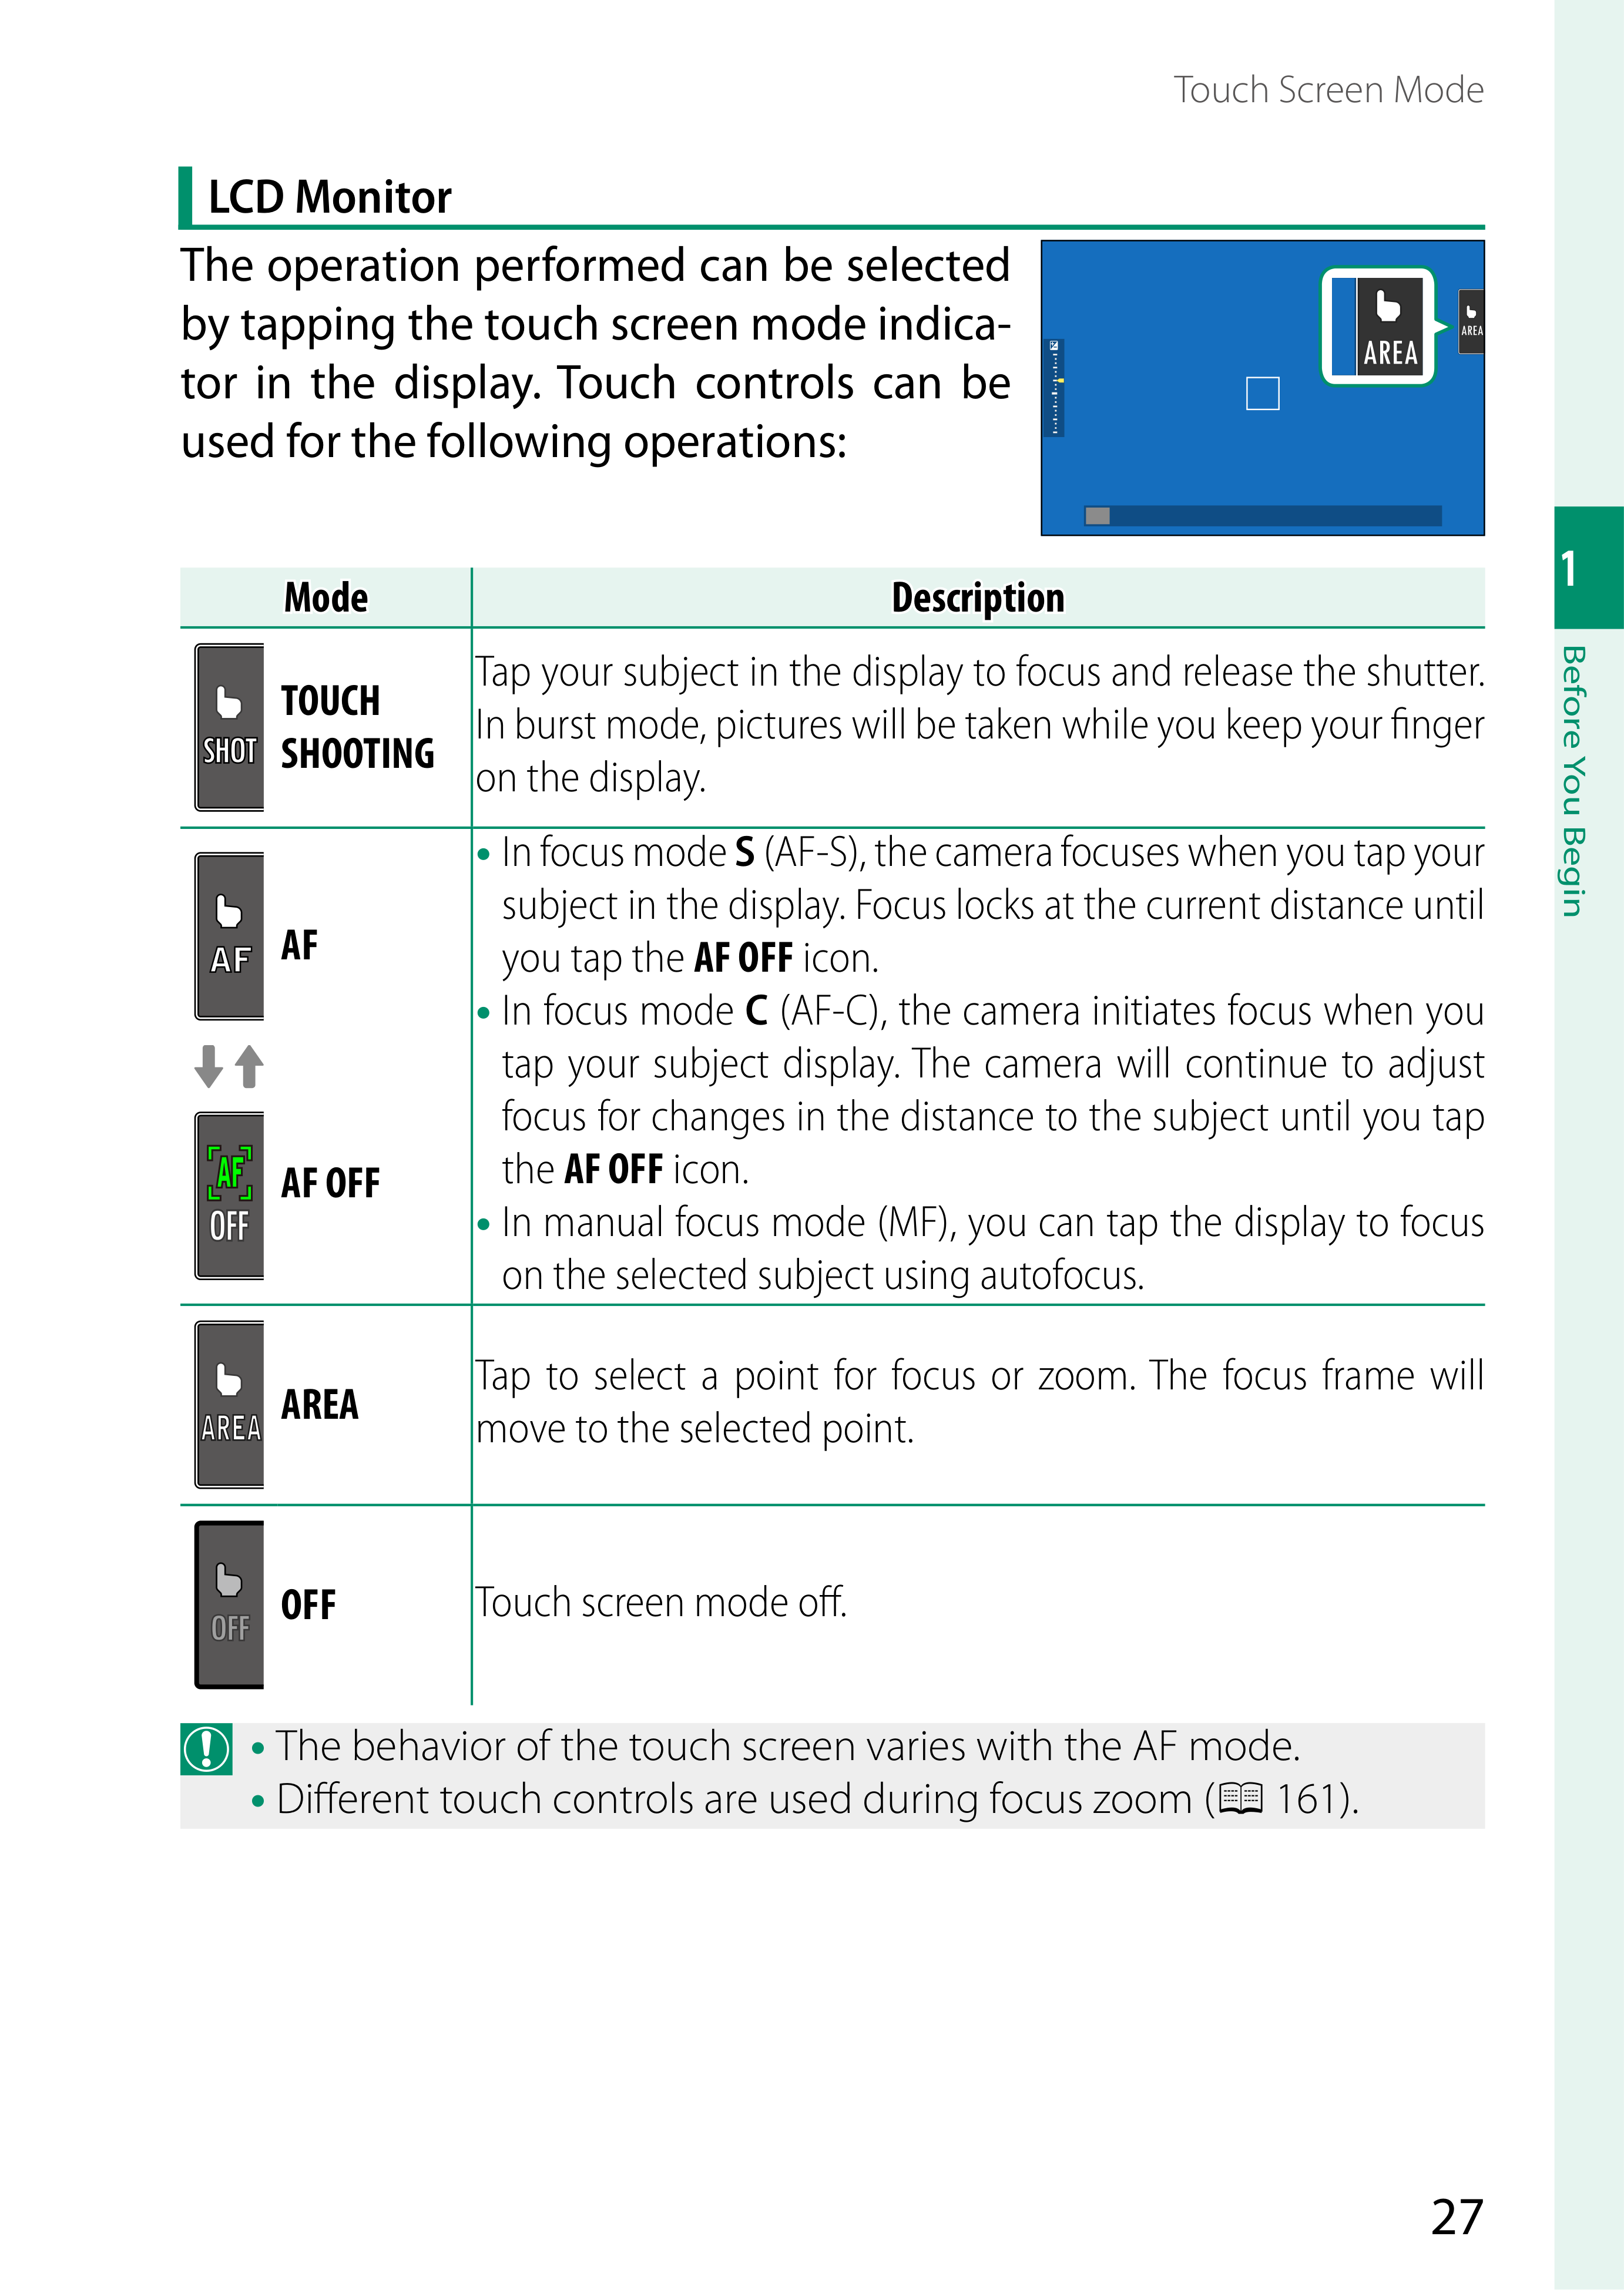 Touch Screen Mode
LCD Monitor
The operation performed can be selected
by tapping the touch screen mode indica-
tor in the display. Touch controls can be
used for the following operations:
AREA
AREA
Mode
Description
SHOT
TOUCH
SHOOTING
Tap your subject in the display to focus and release the shutter.
In burst mode, pictures will be taken while you keep your finger
on the display.
AF
AF
AF
OFF
AF OFF
• In focus mode S (AF-S), the camera focuses when you tap your
subject in the display. Focus locks at the current distance until
you tap the AF OFF icon.
• In focus mode C (AF-C), the camera initiates focus when you
tap your subject display. The camera will continue to adjust
focus for changes in the distance to the subject until you tap
the AF OFF icon.
• In manual focus mode (MF), you can tap the display to focus
on the selected subject using autofocus.
AREA
AREA
Tap to select a point for focus or zoom. The focus frame will
move to the selected point.
OFF
OFF
Touch screen mode off.
• The behavior of the touch screen varies with the AF mode.
• Different touch controls are used during focus zoom (161).
1
Before You Begin
27